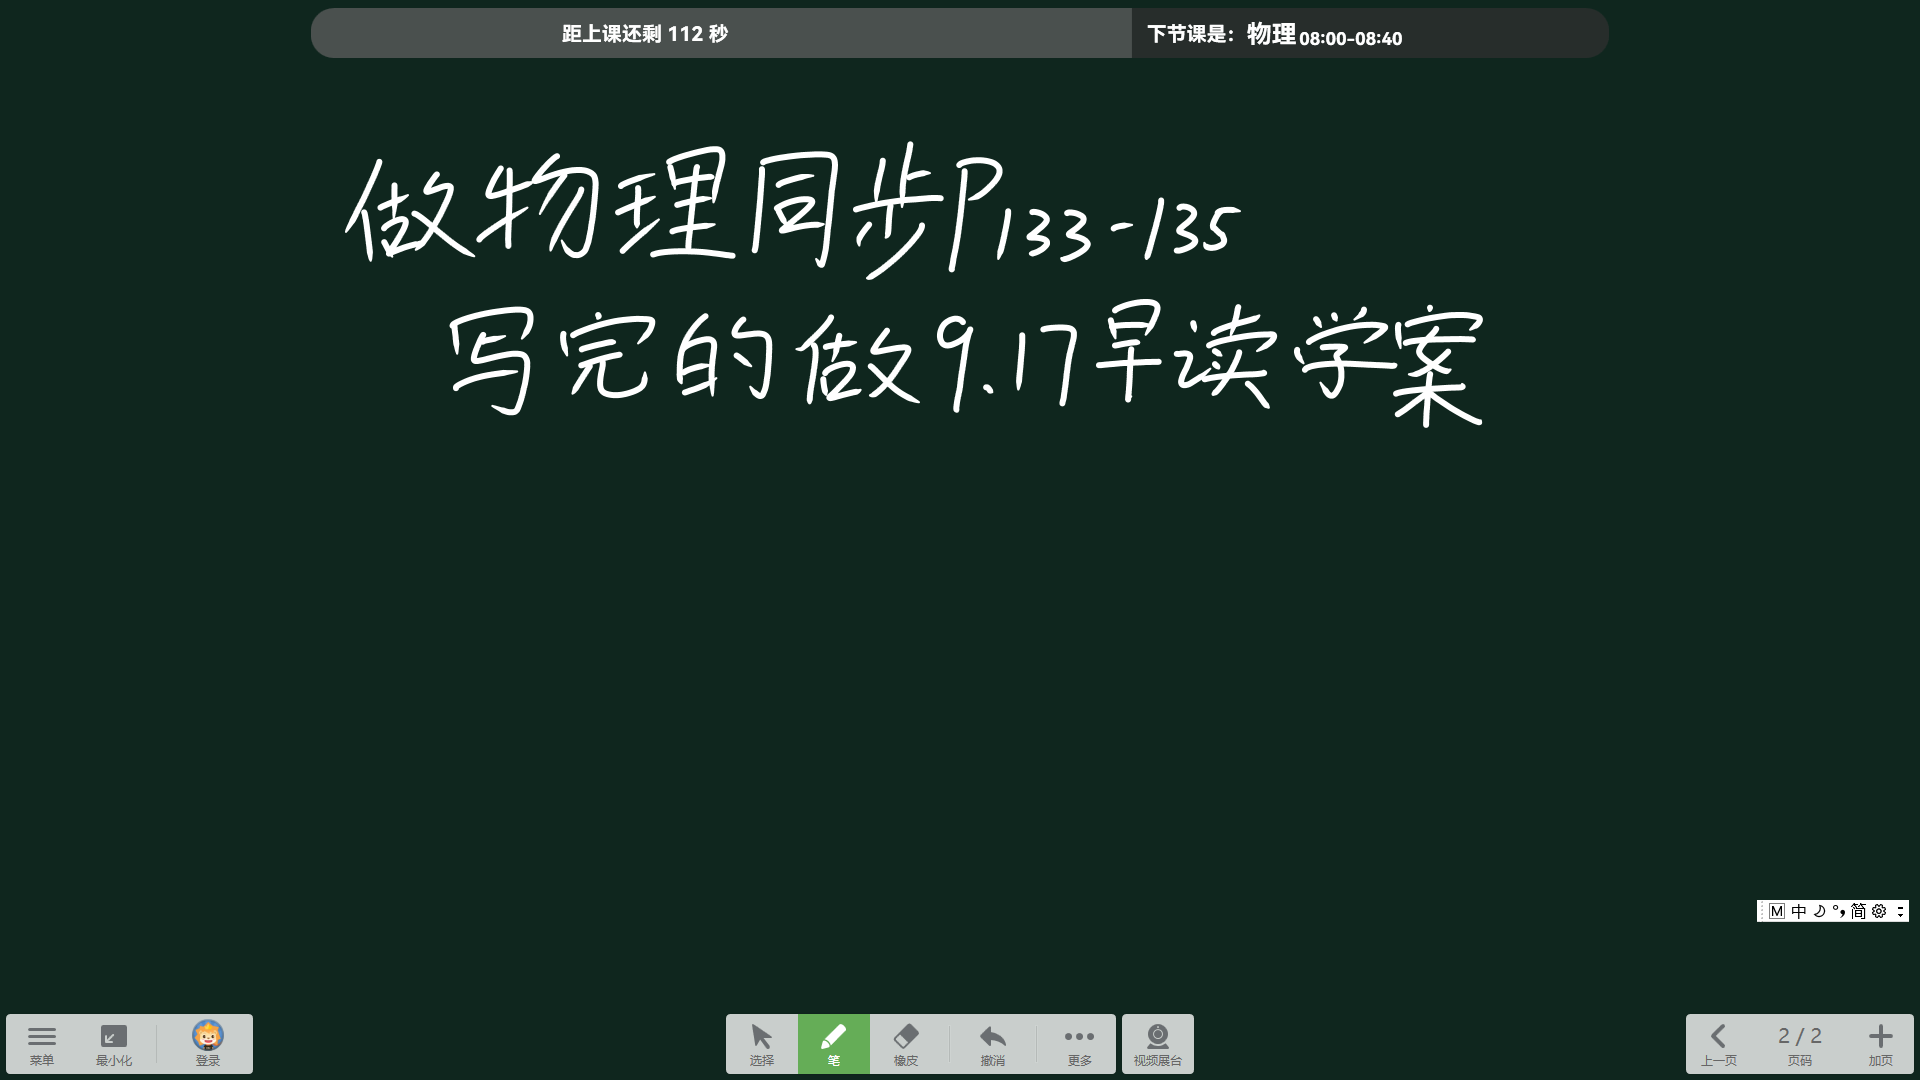 距上课还剩 112 秒 下节课是：物理 08:00-08:40
做物理同步P133-135
写完的做9.17早读学案
M 中 简
菜单 最小化 登录 选择 笔 橡皮 撤消 更多 视频展台 上一页 2 / 2 页码 加页